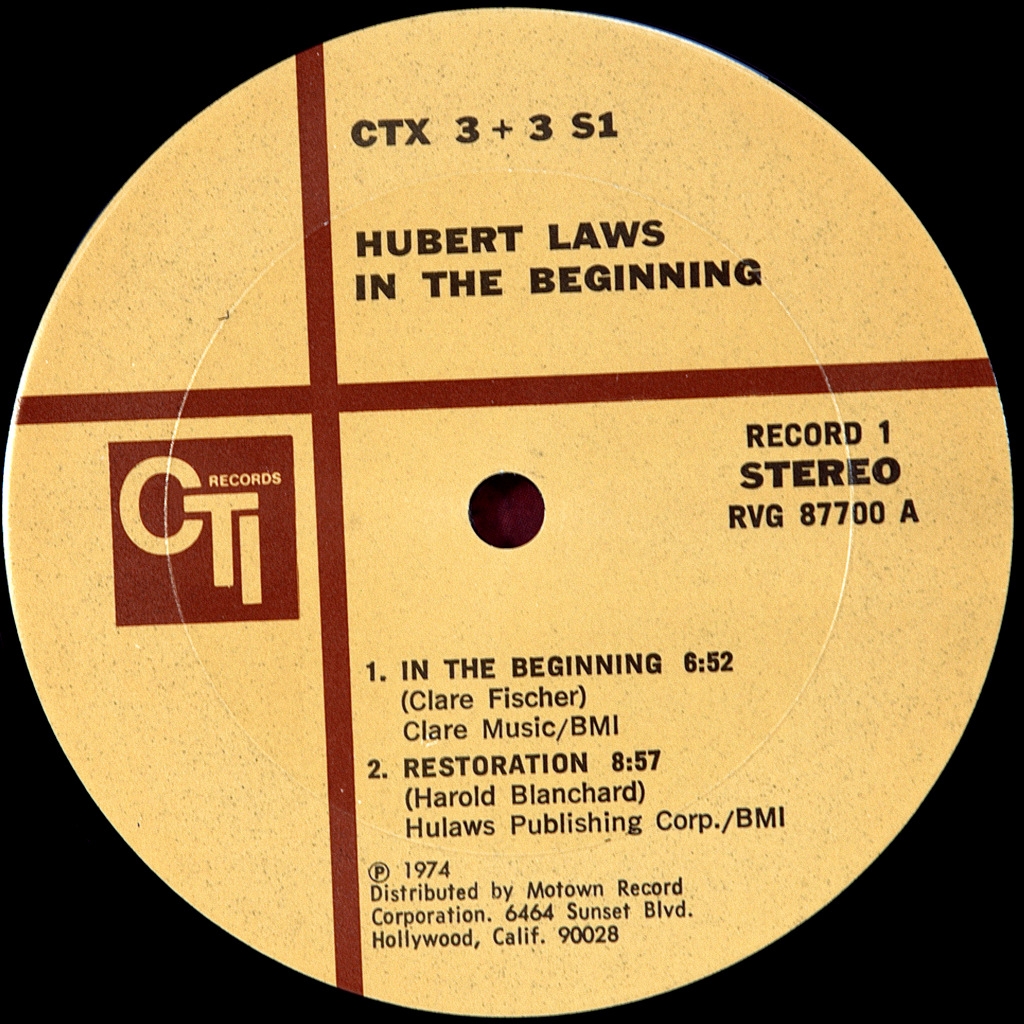 CTX 3 + 3 S1
HUBERT LAWS
IN THE BEGINNING
RECORD 1
STEREO
RVG 87700 A
CTI RECORDS
1. IN THE BEGINNING 6:52
(Clare Fischer)
Clare Music/BMI
2. RESTORATION 8:57
(Harold Blanchard)
Hulaws Publishing Corp./BMI
℗ 1974
Distributed by Motown Record
Corporation. 6464 Sunset Blvd.
Hollywood, Calif. 90028